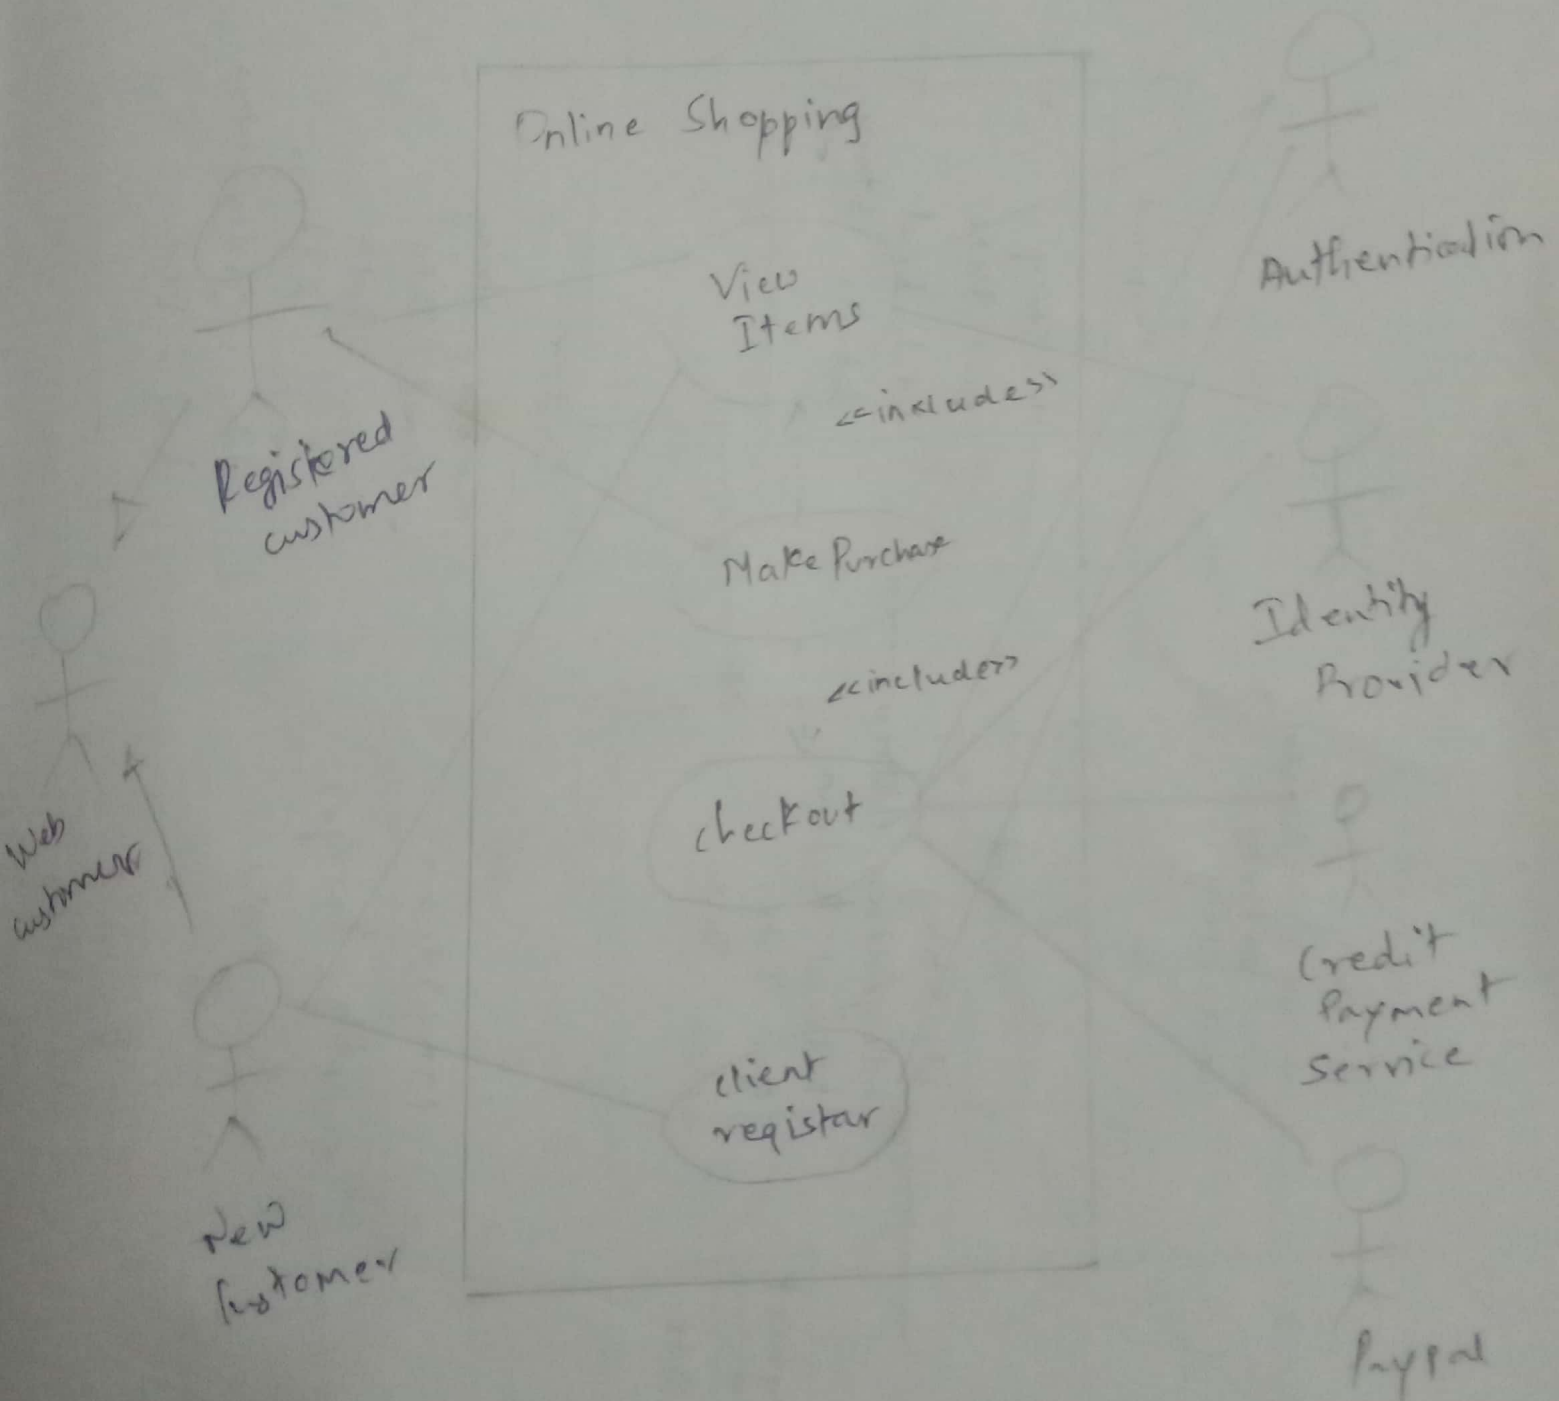 Online Shopping
View
Items
<<includes>>
Make Purchase
<<includes>>
checkout
client
registar
Registered
customer
Web
customer
New
Customer
Authentication
Identity
Provider
Credit
Payment
Service
Paypal